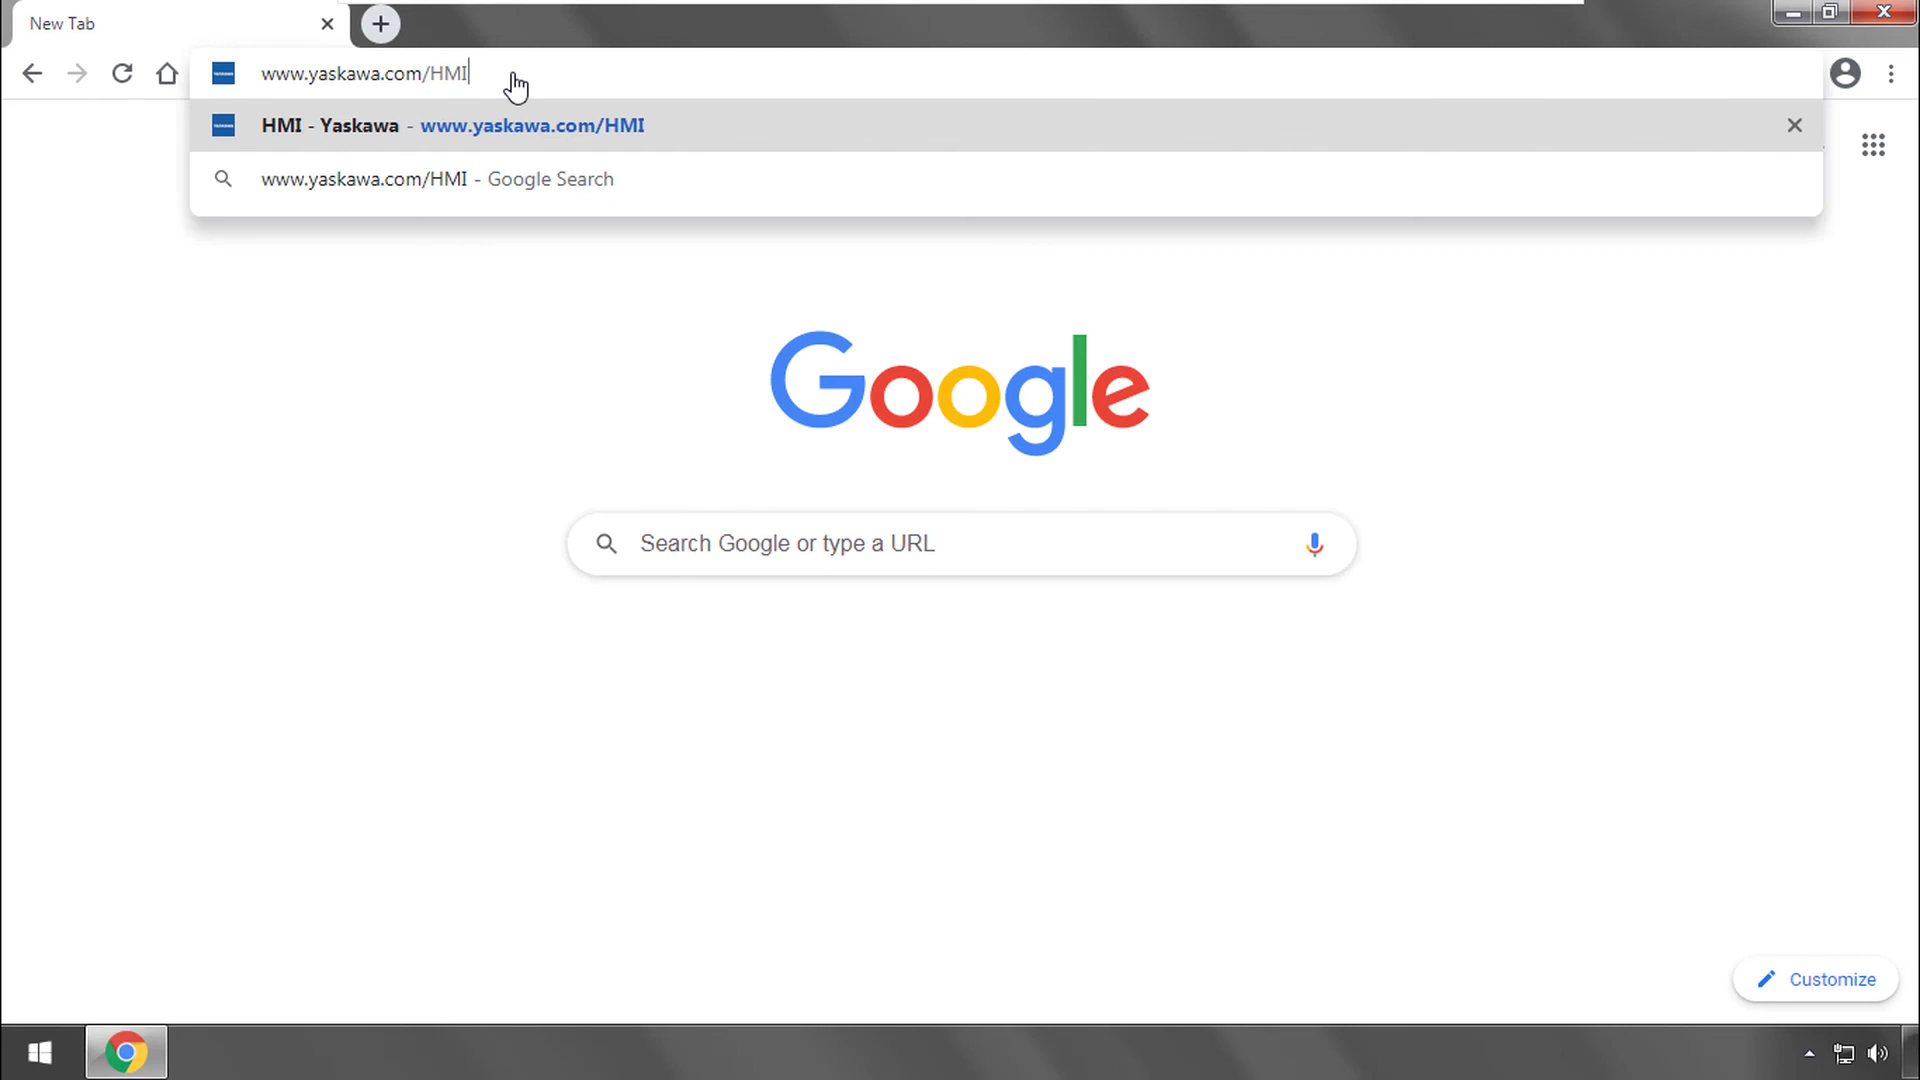 New Tab
www.yaskawa.com/HMI
HMI - Yaskawa - www.yaskawa.com/HMI
www.yaskawa.com/HMI - Google Search
Google
Search Google or type a URL
Customize